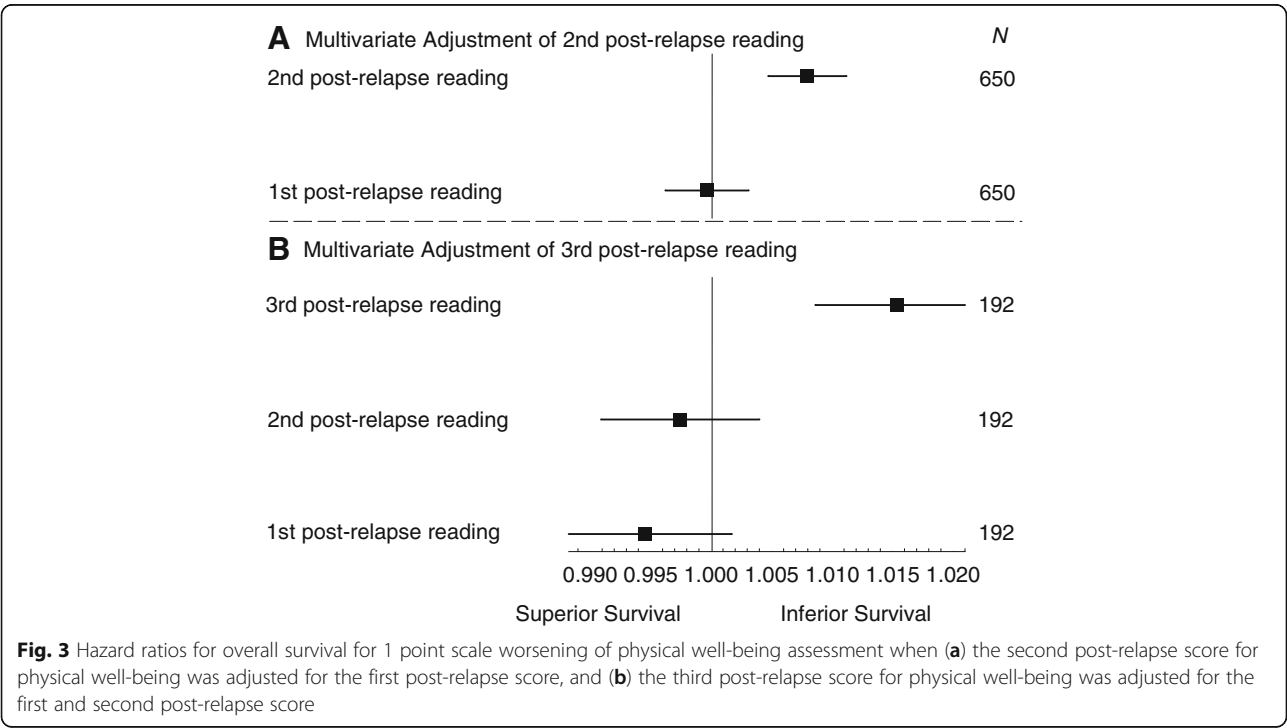 A Multivariate Adjustment of 2nd post-relapse reading N
2nd post-relapse reading 650
1st post-relapse reading 650
B Multivariate Adjustment of 3rd post-relapse reading
3rd post-relapse reading 192
2nd post-relapse reading 192
1st post-relapse reading 192
0.990 0.995 1.000 1.005 1.010 1.015 1.020
Superior Survival Inferior Survival
Fig. 3 Hazard ratios for overall survival for 1 point scale worsening of physical well-being assessment when (a) the second post-relapse score for
physical well-being was adjusted for the first post-relapse score, and (b) the third post-relapse score for physical well-being was adjusted for the
first and second post-relapse score